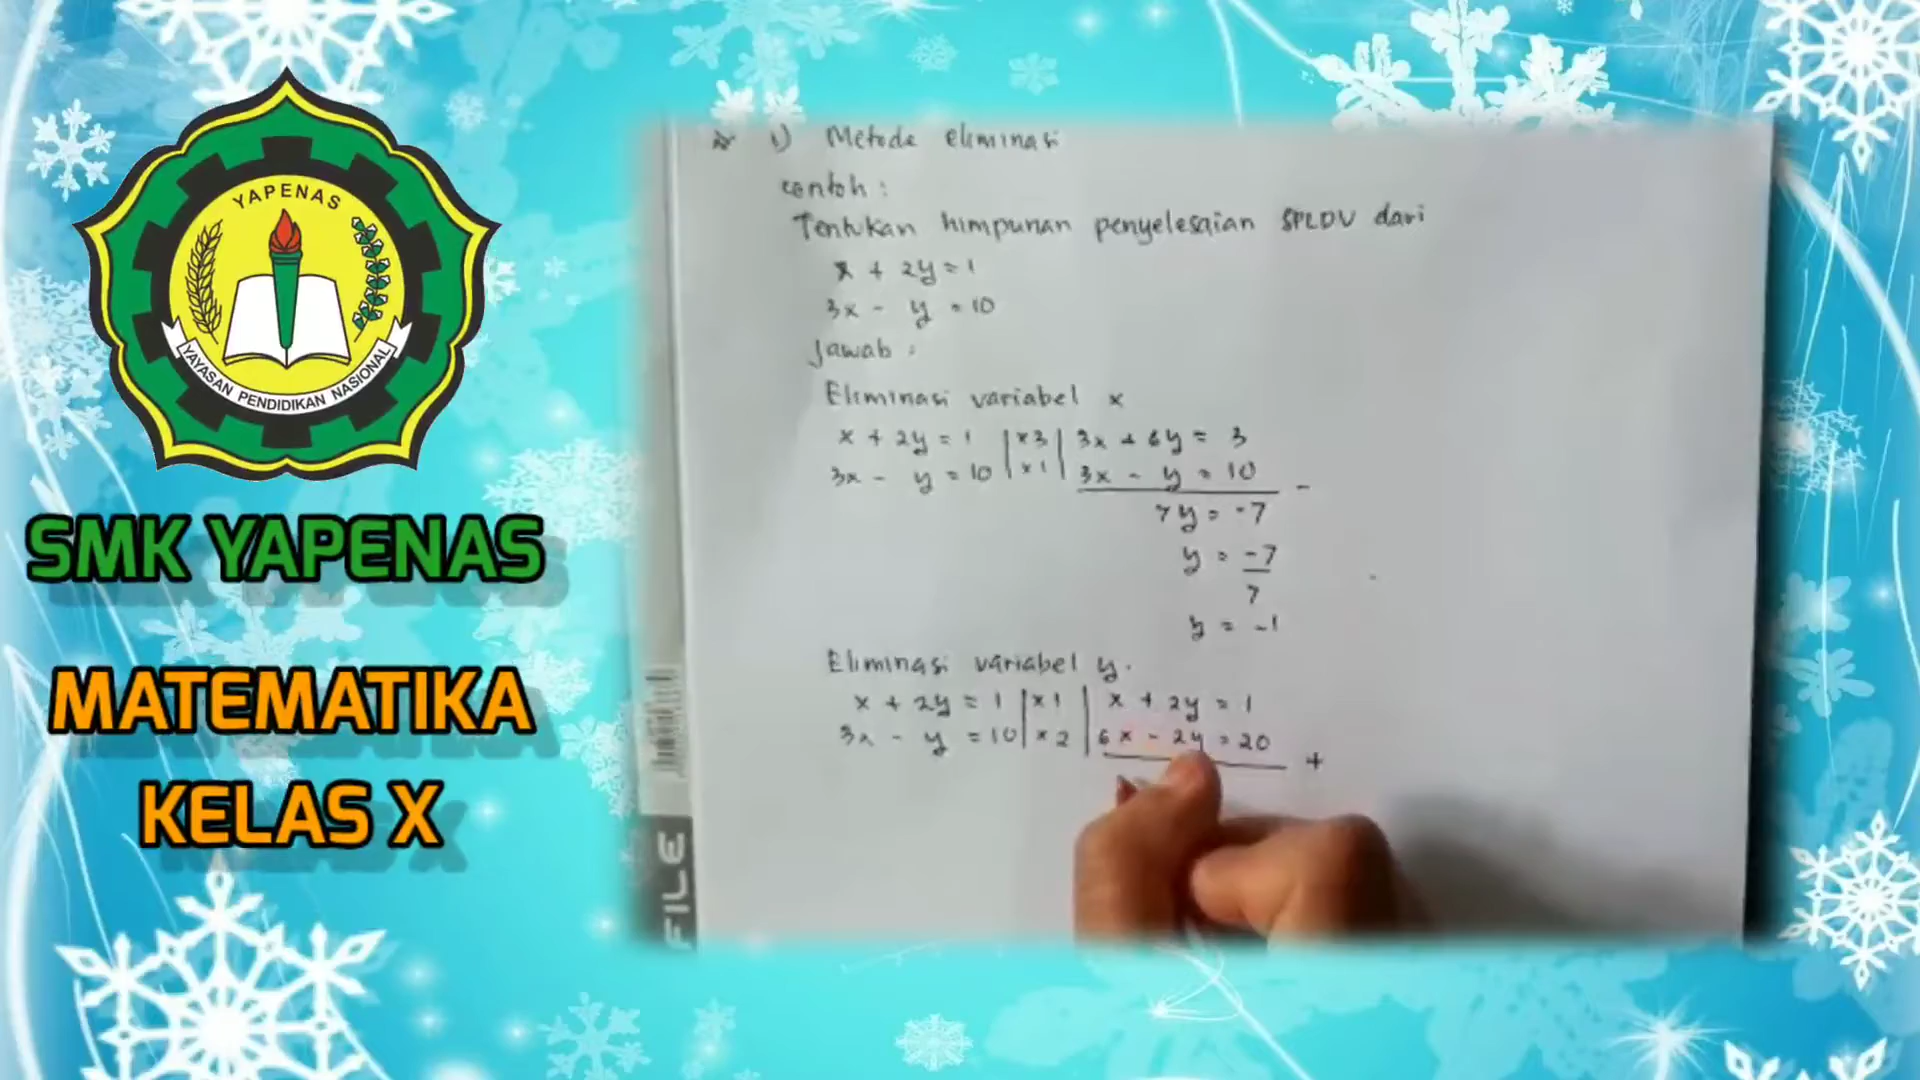 YAPENAS
YAYASAN PENDIDIKAN NASIONAL
SMK YAPENAS
MATEMATIKA
KELAS X
1) Metode eliminasi
contoh :
Tentukan himpunan penyelesaian SPLDV dari
x + 2y = 1
3x - y = 10
Jawab :
Eliminasi variabel x
x + 2y = 1 | x3 | 3x + 6y = 3
3x - y = 10 | x1 | 3x - y = 10 -
7y = -7
y = -7
7
y = -1
Eliminasi variabel y.
x + 2y = 1 | x1 | x + 2y = 1
3x - y = 10 | x2 | 6x - 2y = 20 +
FILE